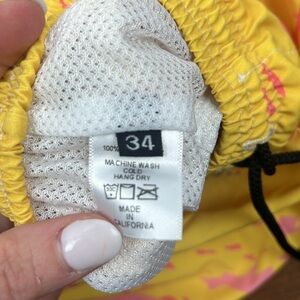 34
100%
MACHINE WASH
COLD
HANG DRY
MADE
IN
CALIFORNIA